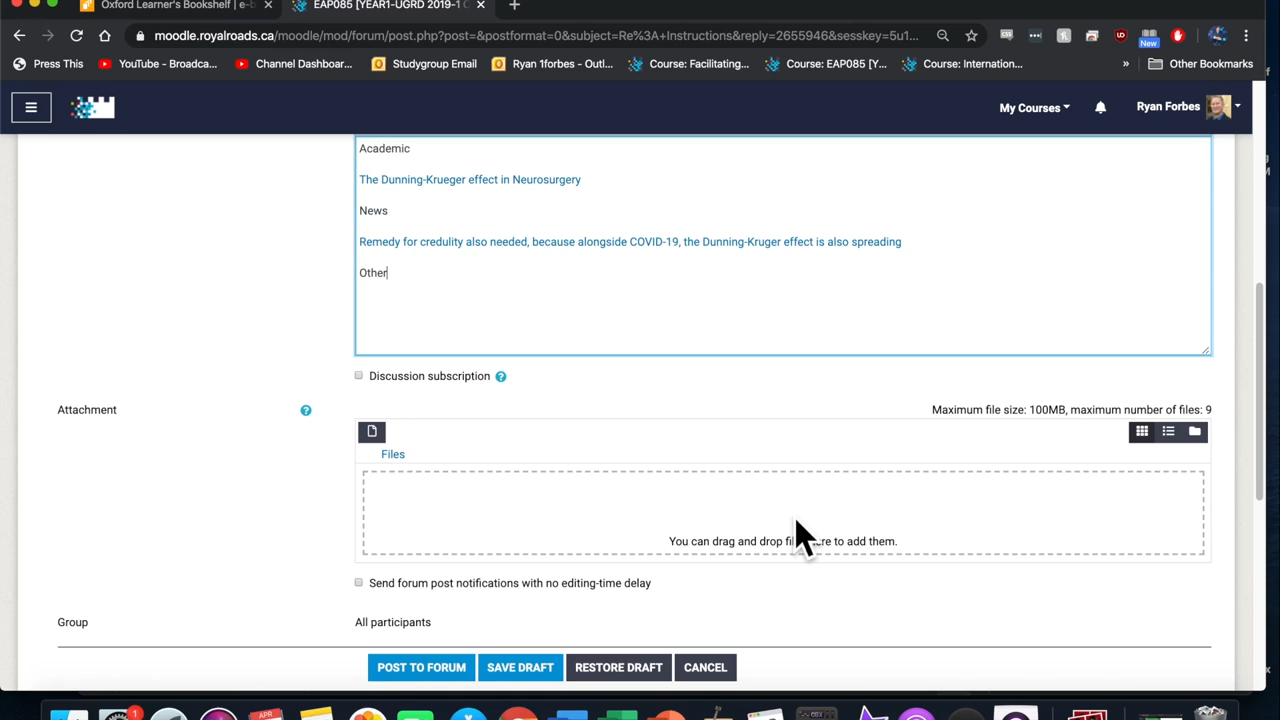 Oxford Learner's Bookshelf | e-b
EAP085 [YEAR1-UGRD 2019-1 C
moodle.royalroads.ca/moodle/mod/forum/post.php?post=&postformat=0&subject=Re%3A+Instructions&reply=2655946&sesskey=5u1...
New
Press This
YouTube - Broadca...
Channel Dashboar...
Studygroup Email
Ryan 1forbes - Outl...
Course: Facilitating...
Course: EAP085 [Y...
Course: Internation...
»
Other Bookmarks
My Courses
Ryan Forbes
Academic
The Dunning-Krueger effect in Neurosurgery
News
Remedy for credulity also needed, because alongside COVID-19, the Dunning-Kruger effect is also spreading
Other
Discussion subscription
Attachment
Maximum file size: 100MB, maximum number of files: 9
Files
You can drag and drop fi re to add them.
Send forum post notifications with no editing-time delay
Group
All participants
POST TO FORUM
SAVE DRAFT
RESTORE DRAFT
CANCEL
1
APR